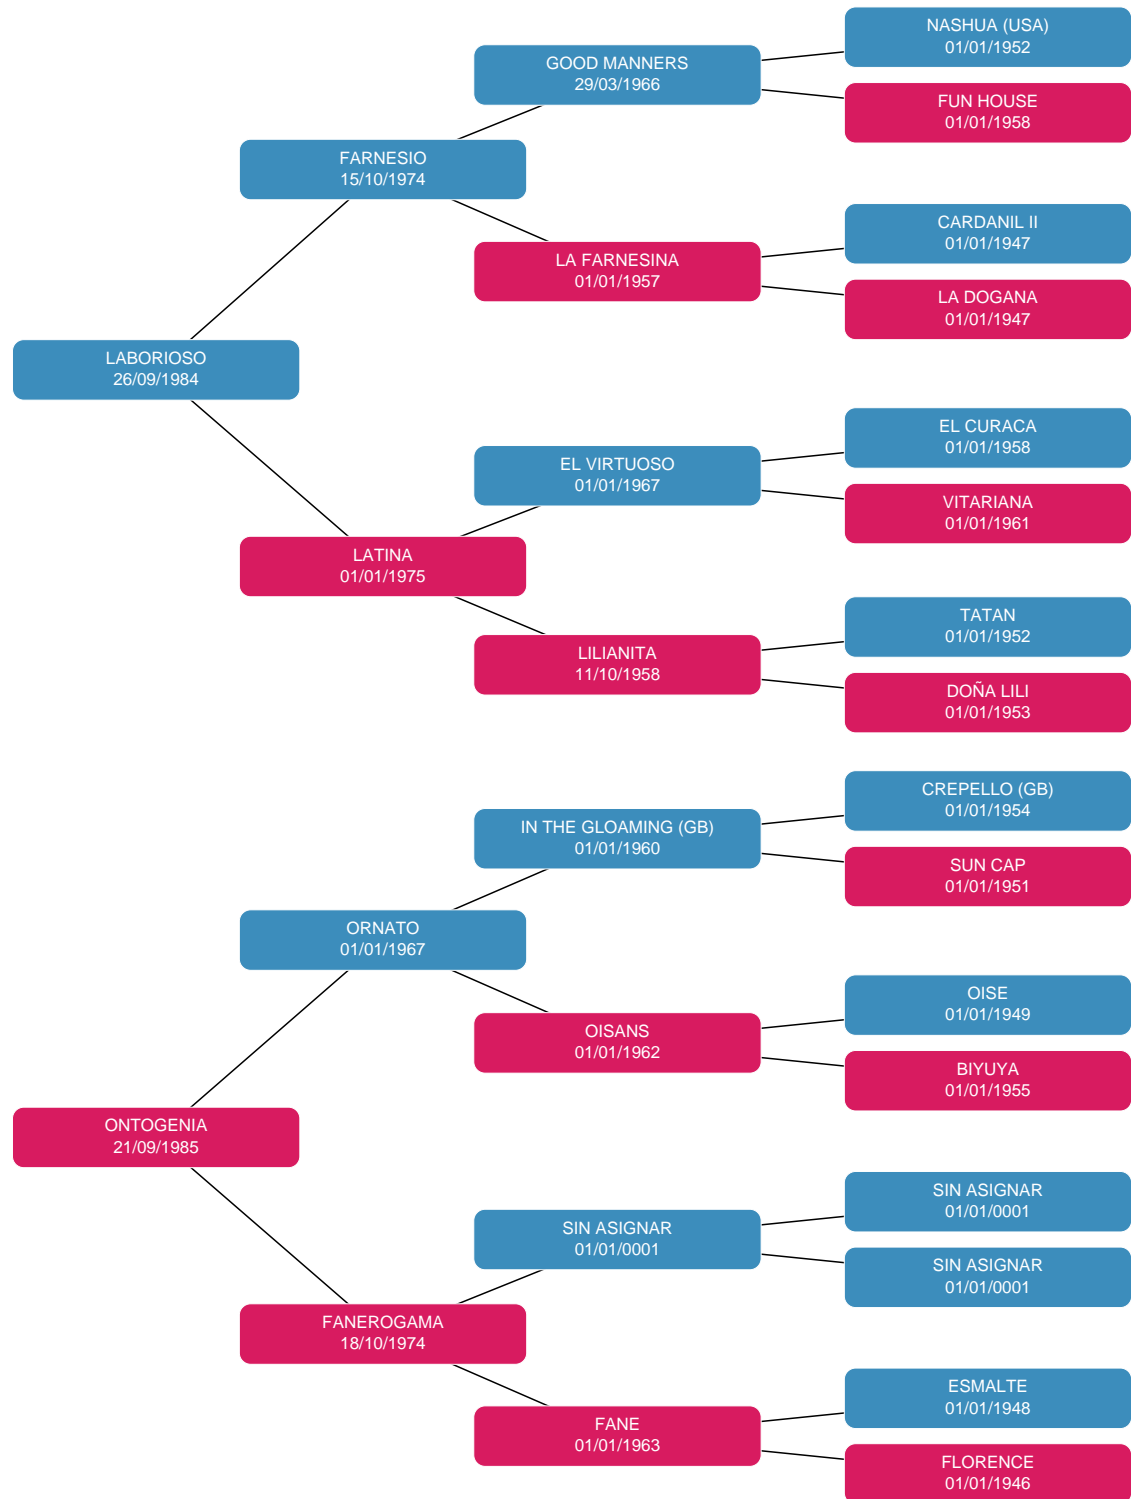 NASHUA (USA)
01/01/1952
GOOD MANNERS
29/03/1966
FUN HOUSE
01/01/1958
FARNESIO
15/10/1974
CARDANIL II
01/01/1947
LA FARNESINA
01/01/1957
LA DOGANA
01/01/1947
LABORIOSO
26/09/1984
EL CURACA
01/01/1958
EL VIRTUOSO
01/01/1967
VITARIANA
01/01/1961
LATINA
01/01/1975
TATAN
01/01/1952
LILIANITA
11/10/1958
DOÑA LILI
01/01/1953
CREPELLO (GB)
01/01/1954
IN THE GLOAMING (GB)
01/01/1960
SUN CAP
01/01/1951
ORNATO
01/01/1967
OISE
01/01/1949
OISANS
01/01/1962
BIYUYA
01/01/1955
ONTOGENIA
21/09/1985
SIN ASIGNAR
01/01/0001
SIN ASIGNAR
01/01/0001
SIN ASIGNAR
01/01/0001
FANEROGAMA
18/10/1974
ESMALTE
01/01/1948
FANE
01/01/1963
FLORENCE
01/01/1946